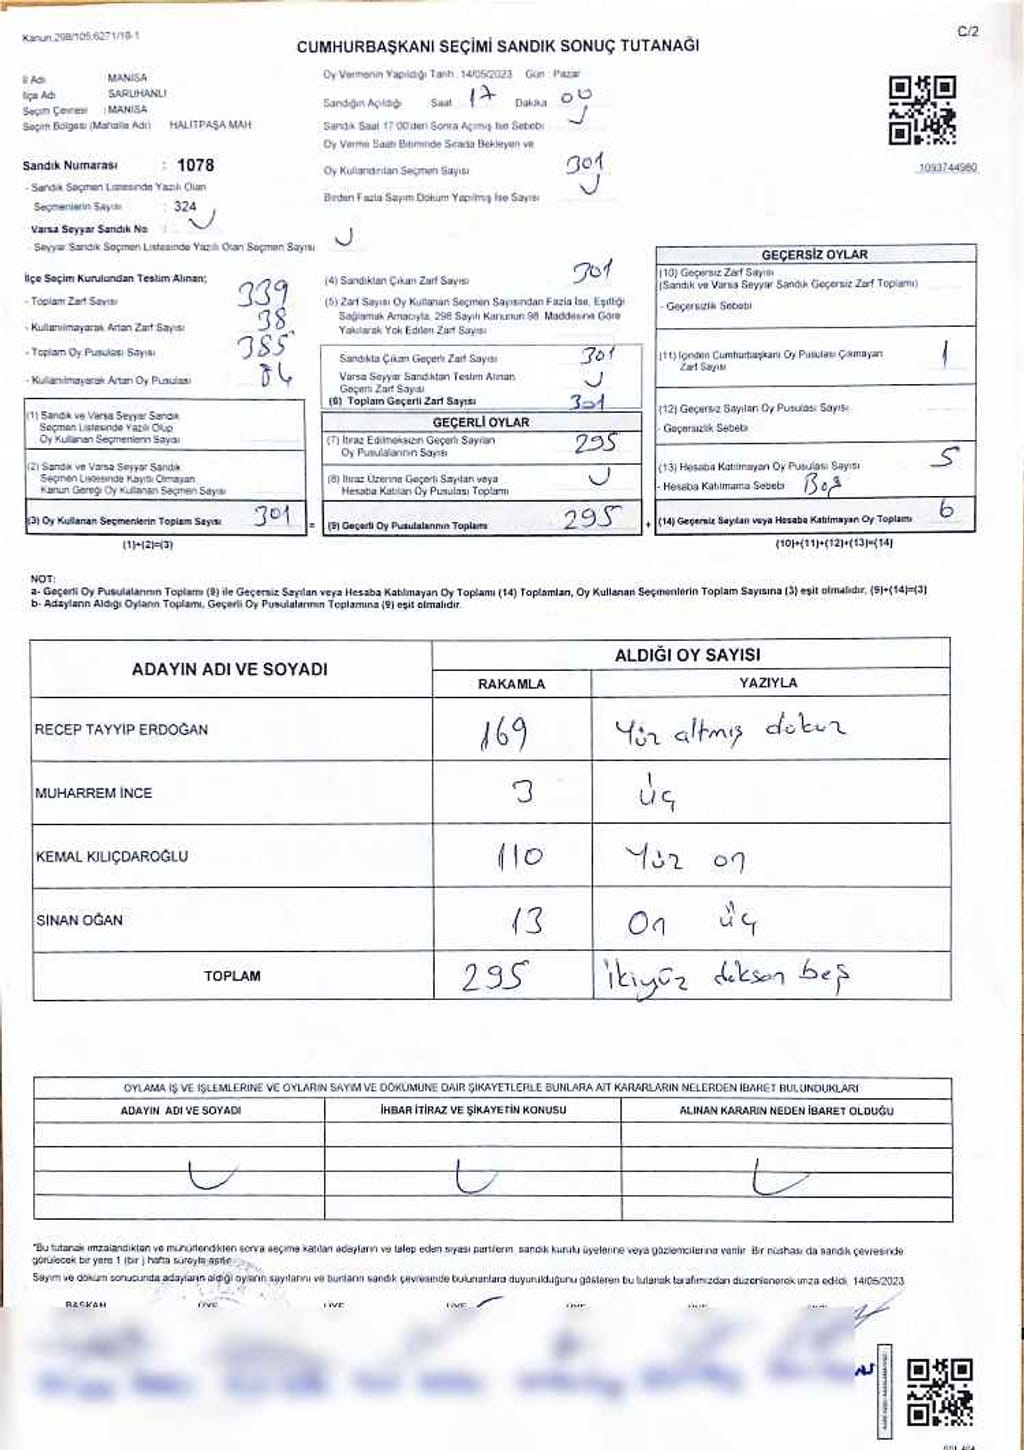 Kanun:298/105;6271/18-1
C/2
CUMHURBAŞKANI SEÇİMİ SANDIK SONUÇ TUTANAĞI
İl Adı : MANİSA
İlçe Adı : SARUHANLI
Seçim Çevresi : MANİSA
Seçim Bölgesi (Mahalle Adı) HALİTPAŞA MAH
Sandık Numarası : 1078
- Sandık Seçmen Listesinde Yazılı Olan
Seçmenlerin Sayısı : 324
Varsa Seyyar Sandık No
- Seyyar Sandık Seçmen Listesinde Yazılı Olan Seçmen Sayısı
Oy Vermenin Yapıldığı Tarih : 14/05/2023 Gün : Pazar
Sandığın Açıldığı Saat 17 Dakika 00
Sandık Saat 17:00'den Sonra Açılmış İse Sebebi
Oy Verme Saati Bitiminde Sırada Bekleyen ve
Oy Kullandırılan Seçmen Sayısı 301
Birden Fazla Sayım Döküm Yapılmış İse Sayısı
1093744980
İlçe Seçim Kurulundan Teslim Alınan;
- Toplam Zarf Sayısı 339
- Kullanılmayarak Artan Zarf Sayısı 38
- Toplam Oy Pusulası Sayısı 385
- Kullanılmayarak Artan Oy Pusulası 84
(1) Sandık ve Varsa Seyyar Sandık
Seçmen Listesinde Yazılı Olup
Oy Kullanan Seçmenlerin Sayısı
(2) Sandık ve Varsa Seyyar Sandık
Seçmen Listesinde Kayıtlı Olmayan
Kanun Gereği Oy Kullanan Seçmen Sayısı
(3) Oy Kullanan Seçmenlerin Toplam Sayısı 301 =
(1)+(2)=(3)
(4) Sandıktan Çıkan Zarf Sayısı 301
(5) Zarf Sayısı Oy Kullanan Seçmen Sayısından Fazla İse, Eşitliği
Sağlamak Amacıyla, 298 Sayılı Kanunun 98. Maddesine Göre
Yakılarak Yok Edilen Zarf Sayısı
Sandıkta Çıkan Geçerli Zarf Sayısı 301
Varsa Seyyar Sandıktan Teslim Alınan
Geçerli Zarf Sayısı
(6) Toplam Geçerli Zarf Sayısı 301
GEÇERLİ OYLAR
(7) İtiraz Edilmeksizin Geçerli Sayılan
Oy Pusulalarının Sayısı 295
(8) İtiraz Üzerine Geçerli Sayılan veya
Hesaba Katılan Oy Pusulası Toplamı
(9) Geçerli Oy Pusulalarının Toplamı 295 +
GEÇERSİZ OYLAR
(10) Geçersiz Zarf Sayısı
(Sandık ve Varsa Seyyar Sandık Geçersiz Zarf Toplamı)
- Geçersizlik Sebebi
(11) İçinden Cumhurbaşkanı Oy Pusulası Çıkmayan
Zarf Sayısı 1
(12) Geçersiz Sayılan Oy Pusulası Sayısı
- Geçersizlik Sebebi
(13) Hesaba Katılmayan Oy Pusulası Sayısı 5
- Hesaba Katılmama Sebebi Boş
(14) Geçersiz Sayılan veya Hesaba Katılmayan Oy Toplamı 6
(10)+(11)+(12)+(13)=(14)
NOT:
a- Geçerli Oy Pusulalarının Toplamı (9) ile Geçersiz Sayılan veya Hesaba Katılmayan Oy Toplamı (14) Toplamları, Oy Kullanan Seçmenlerin Toplam Sayısına (3) eşit olmalıdır, (9)+(14)=(3)
b- Adayların Aldığı Oyların Toplamı, Geçerli Oy Pusulalarının Toplamına (9) eşit olmalıdır.
ADAYIN ADI VE SOYADI
ALDIĞI OY SAYISI
RAKAMLA YAZIYLA
RECEP TAYYİP ERDOĞAN 169 Yüz altmış dokuz
MUHARREM İNCE 3 üç
KEMAL KILIÇDAROĞLU 110 Yüz on
SİNAN OĞAN 13 On üç
TOPLAM 295 İkiyüz doksan beş
OYLAMA İŞ VE İŞLEMLERİNE VE OYLARIN SAYIM VE DÖKÜMÜNE DAİR ŞİKAYETLERLE BUNLARA AİT KARARLARIN NELERDEN İBARET BULUNDUKLARI
ADAYIN ADI VE SOYADI İHBAR İTİRAZ VE ŞİKAYETİN KONUSU ALINAN KARARIN NEDEN İBARET OLDUĞU
*Bu tutanak imzalandıktan ve mühürlendikten sonra seçime katılan adayların ve talep eden siyasi partilerin sandık kurulu üyelerine veya gözlemcilerine verilir. Bir nüshası da sandık çevresinde
görülecek bir yere 1 (bir ) hafta süreyle asılır.
Sayım ve döküm sonucunda adayların aldığı oyların sayılarını ve bunların sandık çevresinde bulunanlara duyurulduğunu gösteren bu tutanak tarafımızdan düzenlenerek imza edildi. 14/05/2023
BAŞKAN ÜYE ÜYE ÜYE ÜYE ÜYE